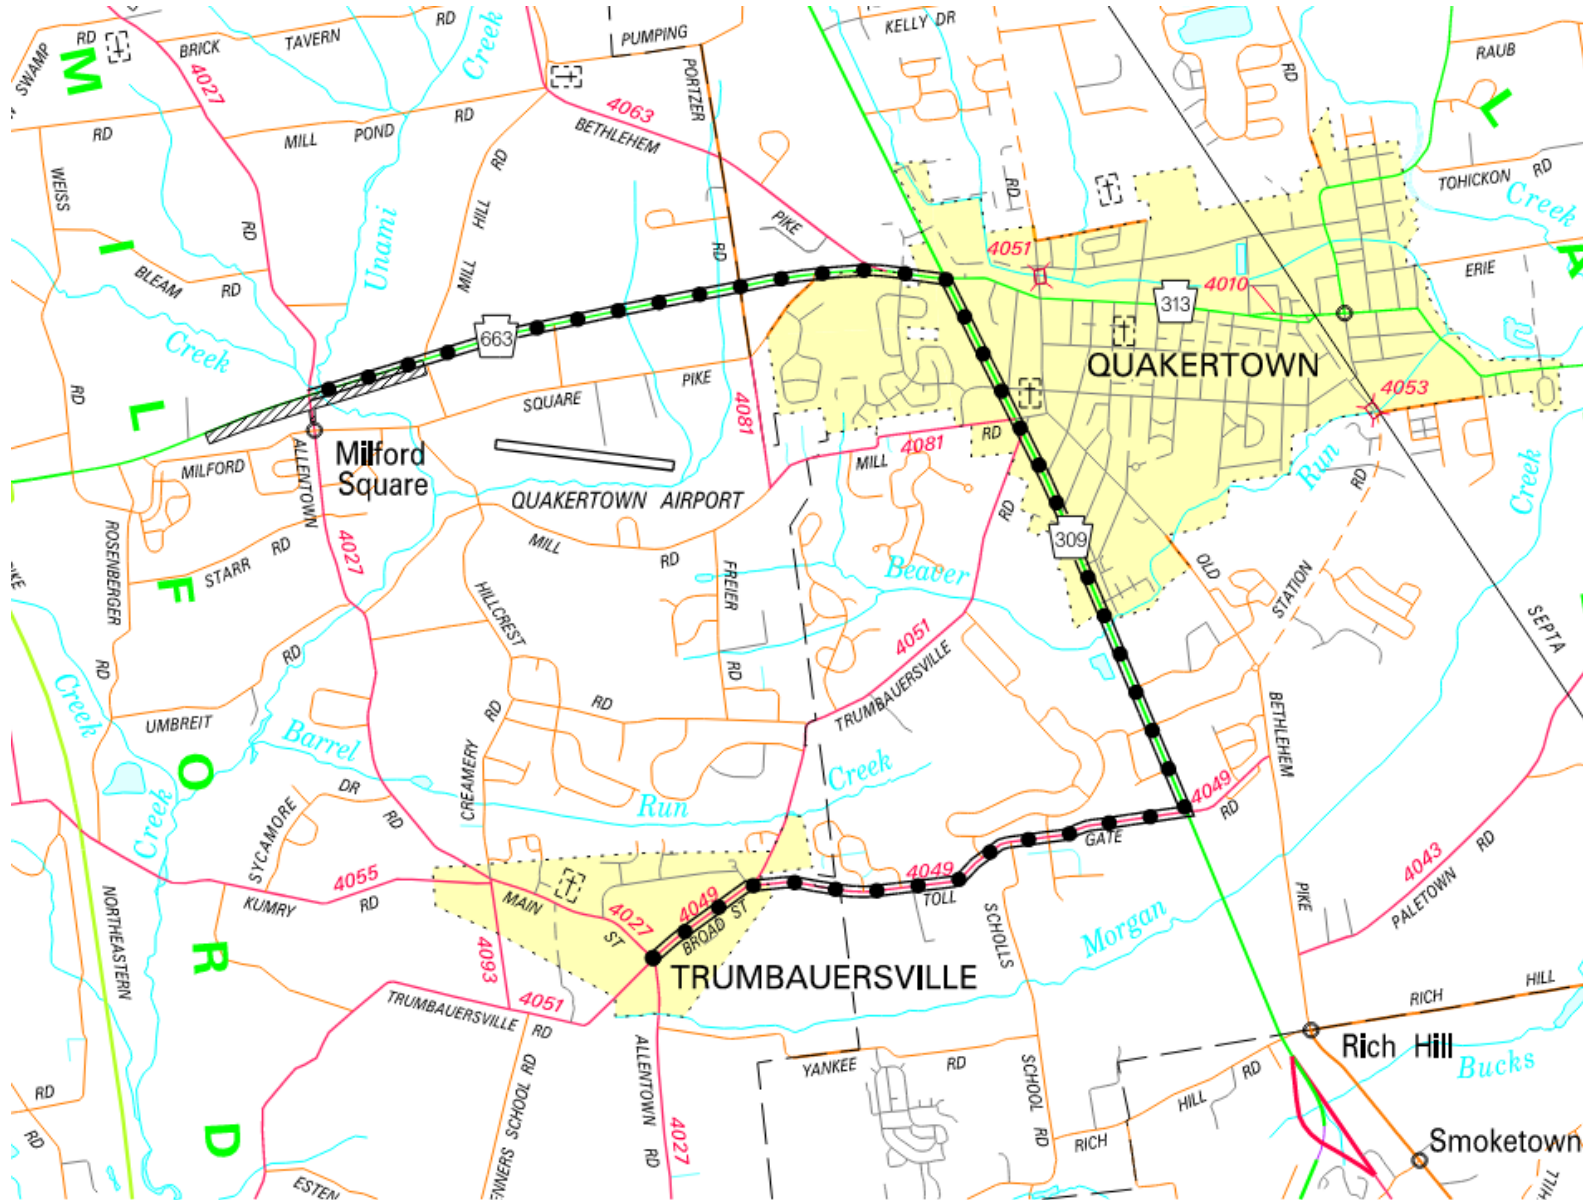 SWAMP
RD
BRICK
TAVERN
RD
Creek
PUMPING
KELLY DR
RD
RAUB
M
4027
4063
BETHLEHEM
PORTZER
L
RD
MILL
POND
RD
RD
WEISS
HILL
MILL
RD
TOHICKON
RD
Creek
I
BLEAM
RD
RD
Unami
RD
PIKE
4051
4010
313
ERIE
A
Creek
663
QUAKERTOWN
RD
L
SQUARE
PIKE
4081
4053
Milford
Square
MILFORD
ALLENTOWN
RD
MILL
4081
Run
RD
Creek
QUAKERTOWN AIRPORT
RD
309
ROSENBERGER
STARR
RD
4027
MILL
RD
FREIER
Beaver
OLD
STATION
SEPTA
PIKE
F
HILLCREST
RD
RD
RD
4051
TRUMBAUERSVILLE
Creek
UMBREIT
RD
RD
BETHLEHEM
Barrel
Creek
O
CREAMERY
Run
4049
RD
DR
SYCAMORE
RD
Creek
GATE
4043
RD
PALETOWN
4055
KUMRY
RD
MAIN
ST
4027
4049
BROAD ST
4049
TOLL
SCHOLLS
PIKE
NORTHEASTERN
Morgan
R
4093
TRUMBAUERSVILLE
TRUMBAUERSVILLE
4051
RD
RICH
HILL
ALLENTOWN
RD
YANKEE
RD
SCHOOL
RD
Rich Hill
Bucks
RD
HILL
RICH
RD
RD
D
ENNERS SCHOOL RD
4027
ESTEN
Smoketown
HILL